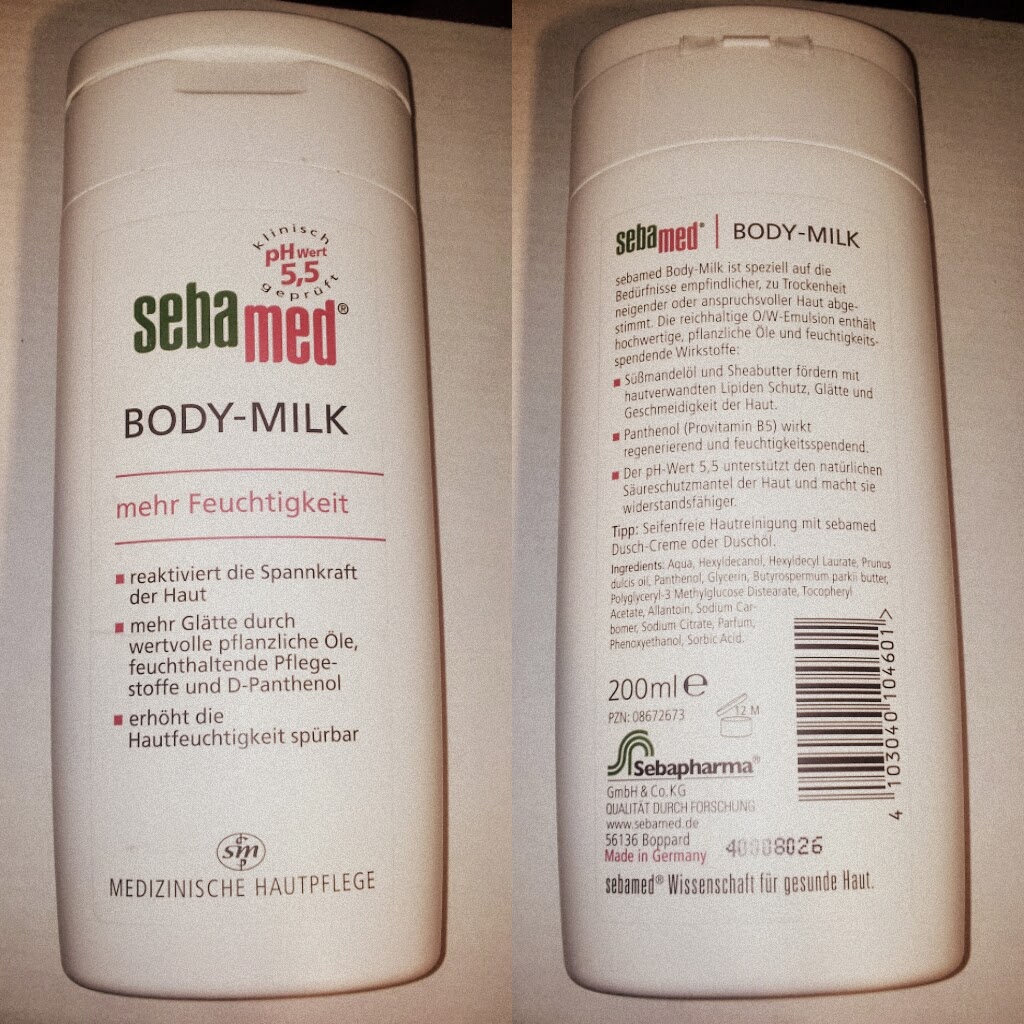 klinisch
pH Wert
5,5
geprüft
sebamed®
BODY-MILK
mehr Feuchtigkeit
reaktiviert die Spannkraft
der Haut
mehr Glätte durch
wertvolle pflanzliche Öle,
feuchthaltende Pflege-
stoffe und D-Panthenol
erhöht die
Hautfeuchtigkeit spürbar
sm
MEDIZINISCHE HAUTPFLEGE
sebamed® | BODY-MILK
sebamed Body-Milk ist speziell auf die
Bedürfnisse empfindlicher, zu Trockenheit
neigender oder anspruchsvoller Haut abge-
stimmt. Die reichhaltige O/W-Emulsion enthält
hochwertige, pflanzliche Öle und feuchtigkeits-
spendende Wirkstoffe:
Süßmandelöl und Sheabutter fördern mit
hautverwandten Lipiden Schutz, Glätte und
Geschmeidigkeit der Haut.
Panthenol (Provitamin B5) wirkt
regenerierend und feuchtigkeitsspendend.
Der pH-Wert 5,5 unterstützt den natürlichen
Säureschutzmantel der Haut und macht sie
widerstandsfähiger.
Tipp: Seifenfreie Hautreinigung mit sebamed
Dusch-Creme oder Duschöl.
Ingredients: Aqua, Hexyldecanol, Hexyldecyl Laurate, Prunus
dulcis oil, Panthenol, Glycerin, Butyrospermum parkii butter,
Polyglyceryl-3 Methylglucose Distearate, Tocopheryl
Acetate, Allantoin, Sodium Car-
bomer, Sodium Citrate, Parfum,
Phenoxyethanol, Sorbic Acid.
200ml e
PZN: 08672673
12 M
Sebapharma®
GmbH & Co.KG
QUALITÄT DURCH FORSCHUNG
www.sebamed.de
56136 Boppard
Made in Germany
sebamed® Wissenschaft für gesunde Haut.
4 103040 104601 >